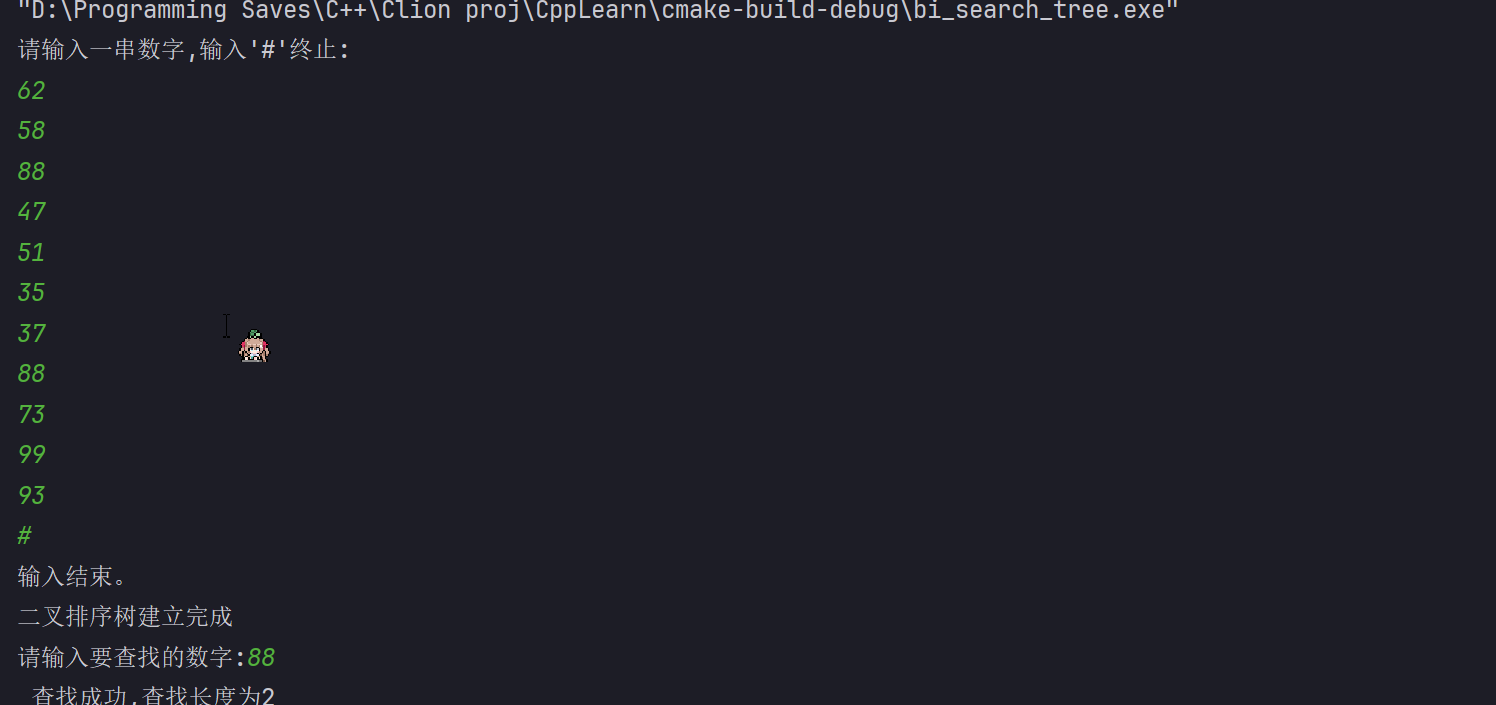 "D:\Programming Saves\C++\Clion proj\CppLearn\cmake-build-debug\bi_search_tree.exe"
请输入一串数字,输入'#'终止:
62
58
88
47
51
35
37
88
73
99
93
#
输入结束。
二叉排序树建立完成
请输入要查找的数字:88
查找成功,查找长度为2